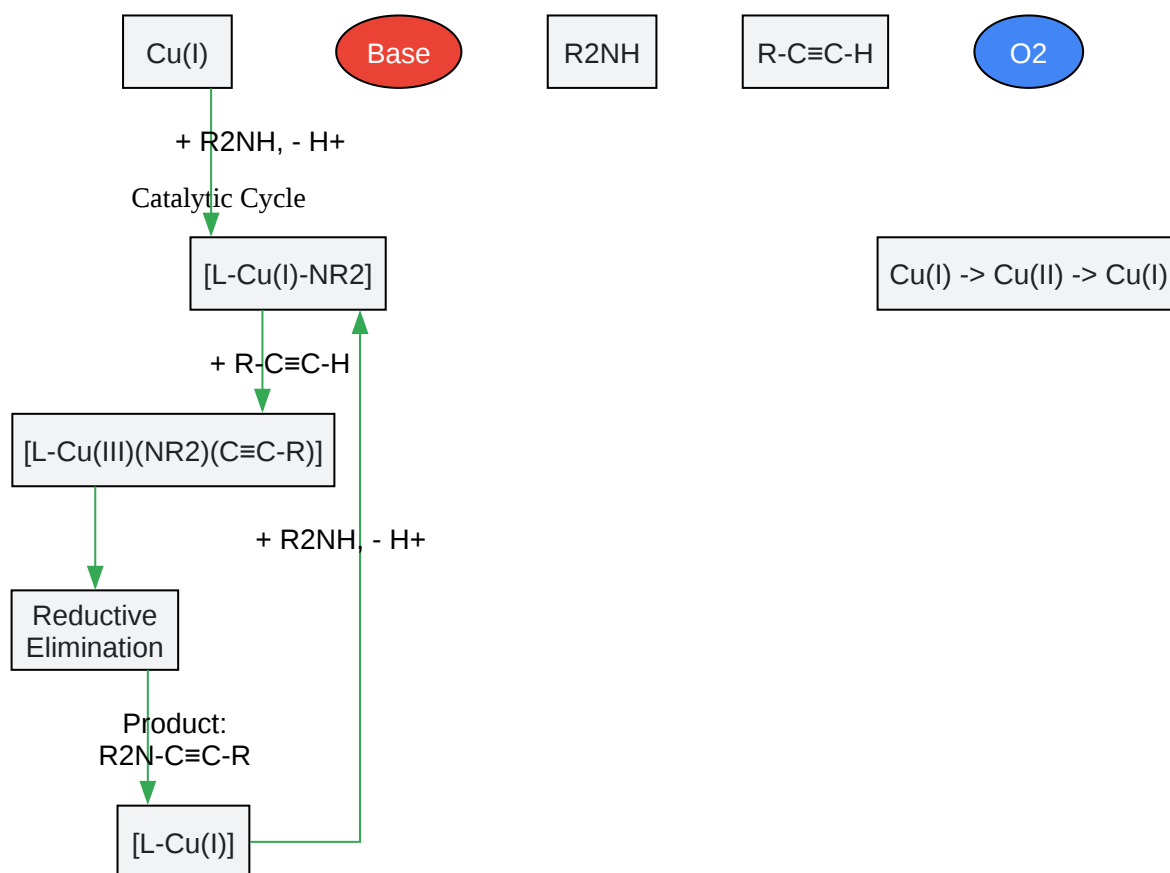 Cu(I)
Base
R2NH
R-C≡C-H
O2
+ R2NH, - H+
Catalytic Cycle
[L-Cu(I)-NR2]
Cu(I) -> Cu(II) -> Cu(I)
+ R-C≡C-H
[L-Cu(III)(NR2)(C≡C-R)]
+ R2NH, - H+
Reductive
Elimination
Product:
R2N-C≡C-R
[L-Cu(I)]